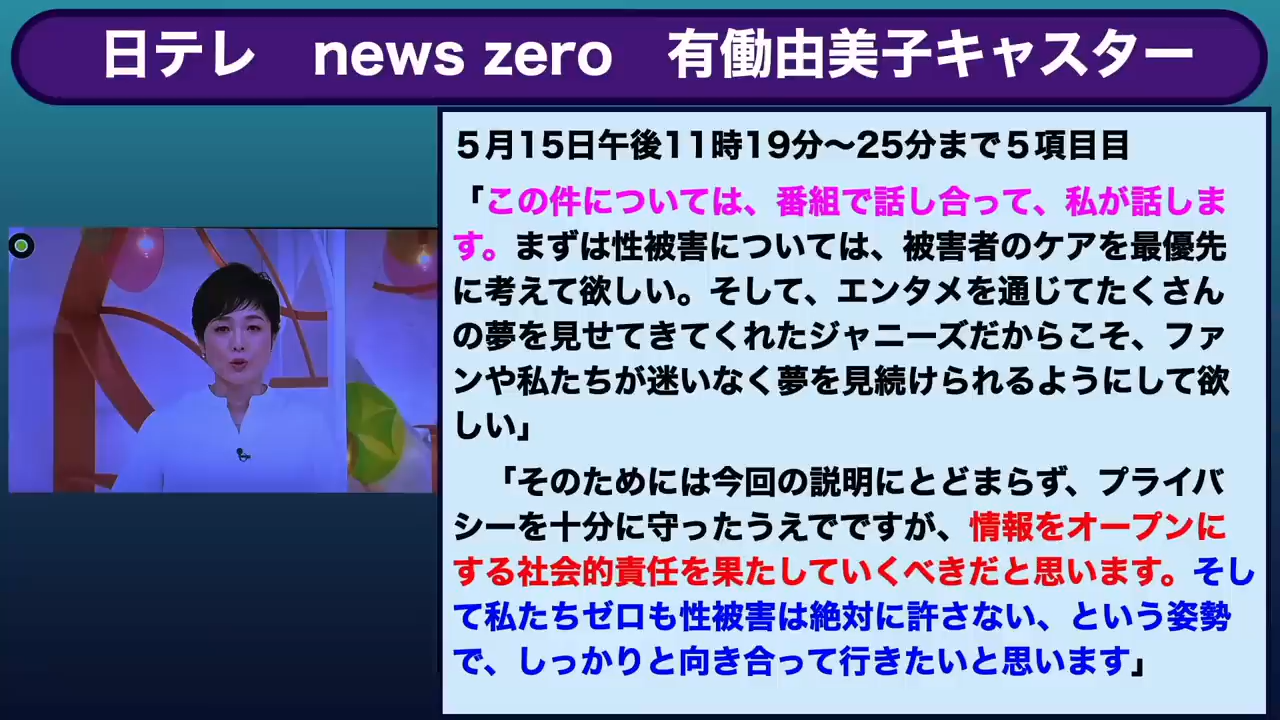 日テレ　news zero　有働由美子キャスター
５月15日午後11時19分〜25分まで５項目目
「この件については、番組で話し合って、私が話しま
す。まずは性被害については、被害者のケアを最優先
に考えて欲しい。そして、エンタメを通じてたくさん
の夢を見せてきてくれたジャニーズだからこそ、ファ
ンや私たちが迷いなく夢を見続けられるようにして欲
しい」
「そのためには今回の説明にとどまらず、プライバ
シーを十分に守ったうえでですが、情報をオープンに
する社会的責任を果たしていくべきだと思います。そし
て私たちゼロも性被害は絶対に許さない、という姿勢
で、しっかりと向き合って行きたいと思います」